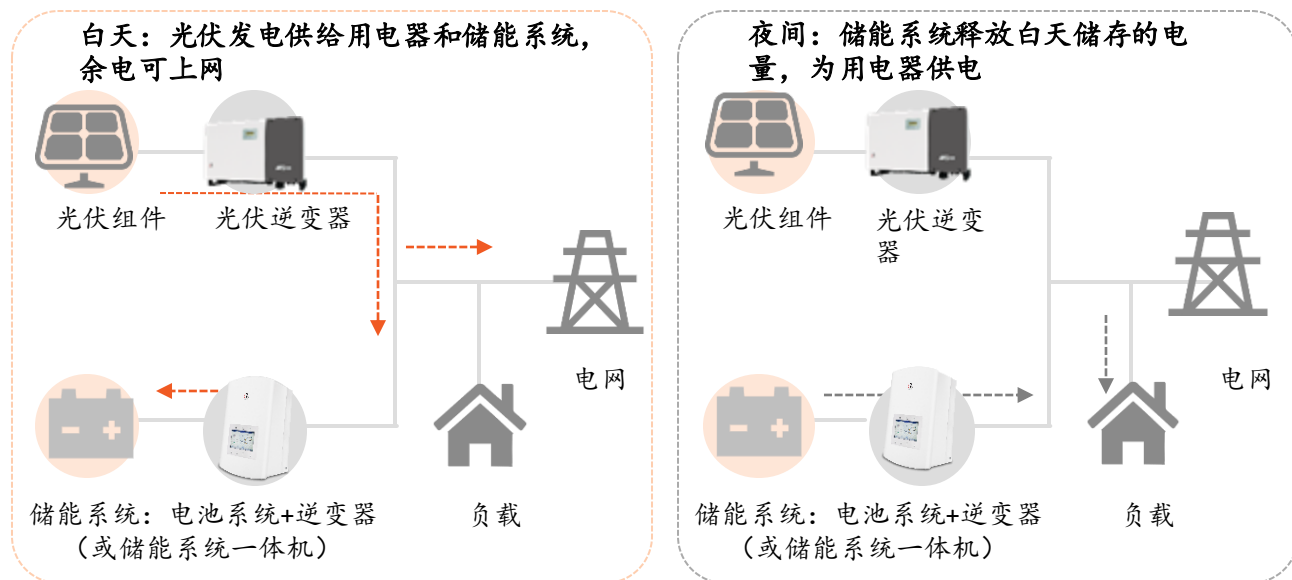 白天：光伏发电供给用电器和储能系统，
余电可上网
光伏组件
光伏逆变器
电网
储能系统：电池系统+逆变器
（或储能系统一体机）
负载
夜间：储能系统释放白天储存的电
量，为用电器供电
光伏组件
光伏逆变
器
电网
储能系统：电池系统+逆变器
（或储能系统一体机）
负载